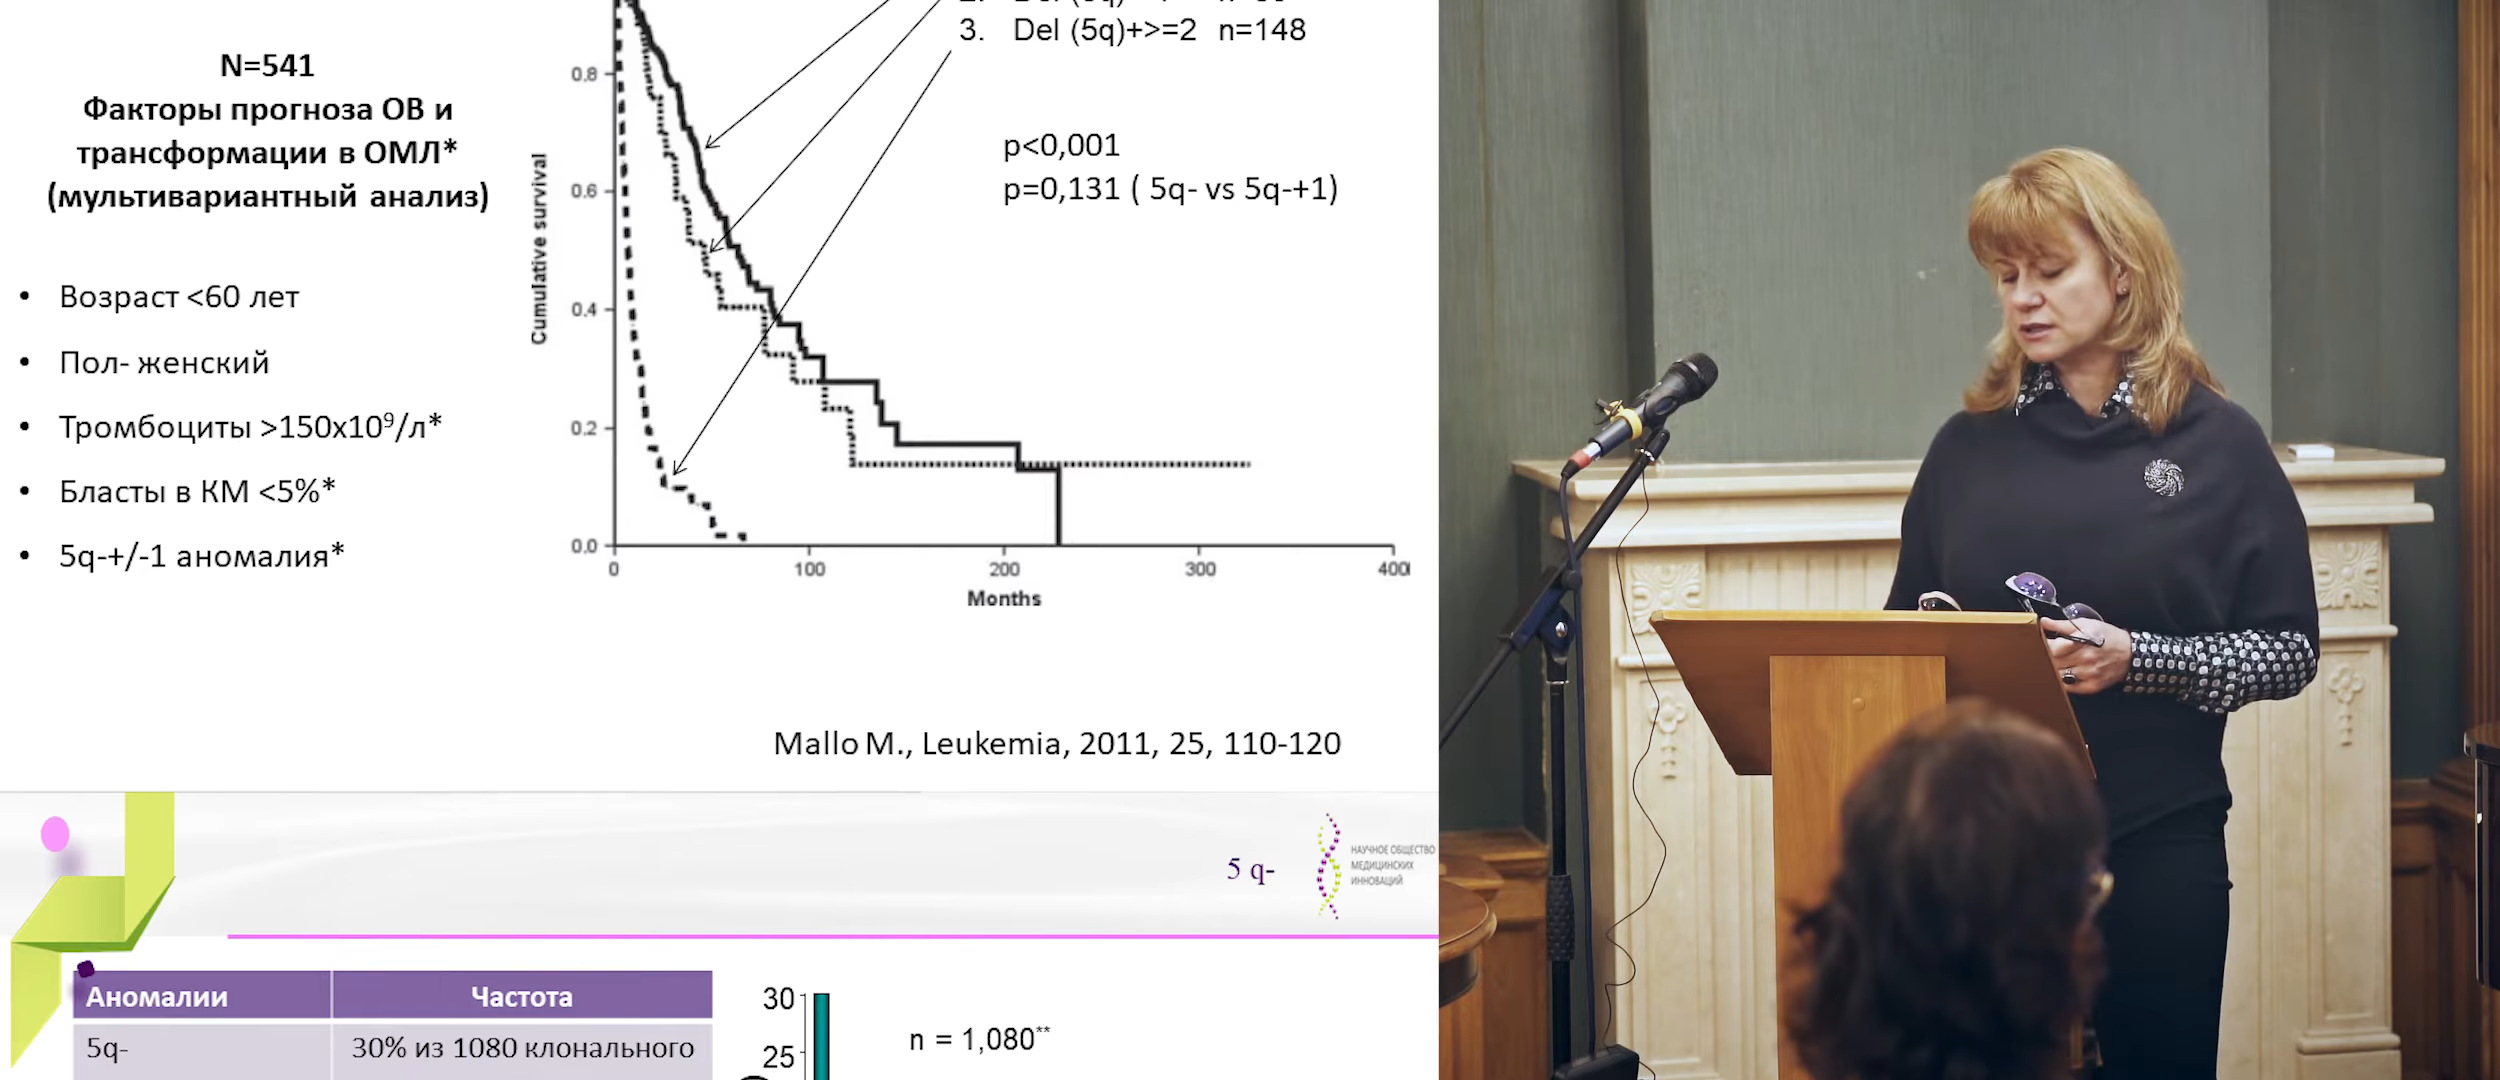 3. Del (5q)+>=2 n=148
N=541
Факторы прогноза ОВ и
трансформации в ОМЛ*
(мультивариантный анализ)
Возраст <60 лет
Пол- женский
Тромбоциты >150х10⁹/л*
Бласты в КМ <5%*
5q-+/-1 аномалия*
p<0,001
p=0,131 ( 5q- vs 5q-+1)
Cumulative survival
0.8
0.6
0.4
0.2
0.0
0 100 200 300 400
Months
Mallo M., Leukemia, 2011, 25, 110-120
5 q-
НАУЧНОЕ ОБЩЕСТВО
МЕДИЦИНСКИХ
ИННОВАЦИЙ
Аномалии Частота
5q- 30% из 1080 клонального
30
25
n = 1,080**